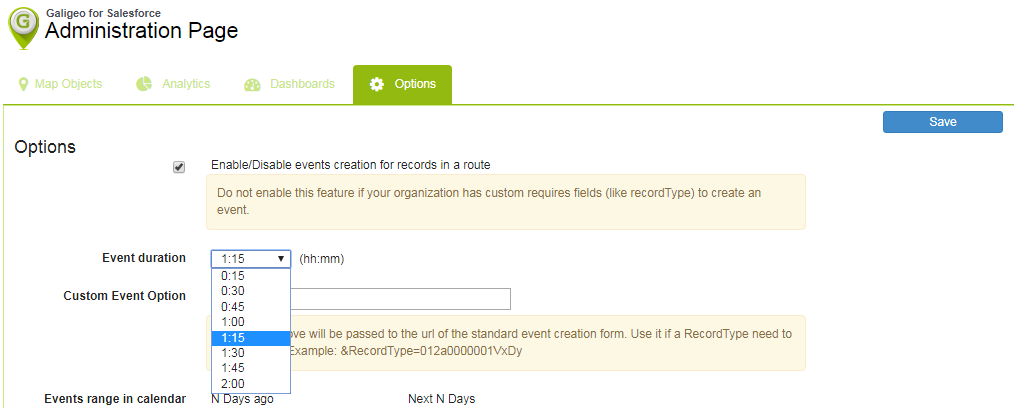 Galigeo for Salesforce
Administration Page
Map Objects
Analytics
Dashboards
Options
Save
Options
Enable/Disable events creation for records in a route
Do not enable this feature if your organization has custom requires fields (like recordType) to create an
event.
Event duration
1:15
(hh:mm)
0:15
0:30
0:45
1:00
1:15
1:30
1:45
2:00
Custom Event Option
will be passed to the url of the standard event creation form. Use it if a RecordType need to
Example: &RecordType=012a0000001VxDy
Events range in calendar
N Days ago
Next N Days